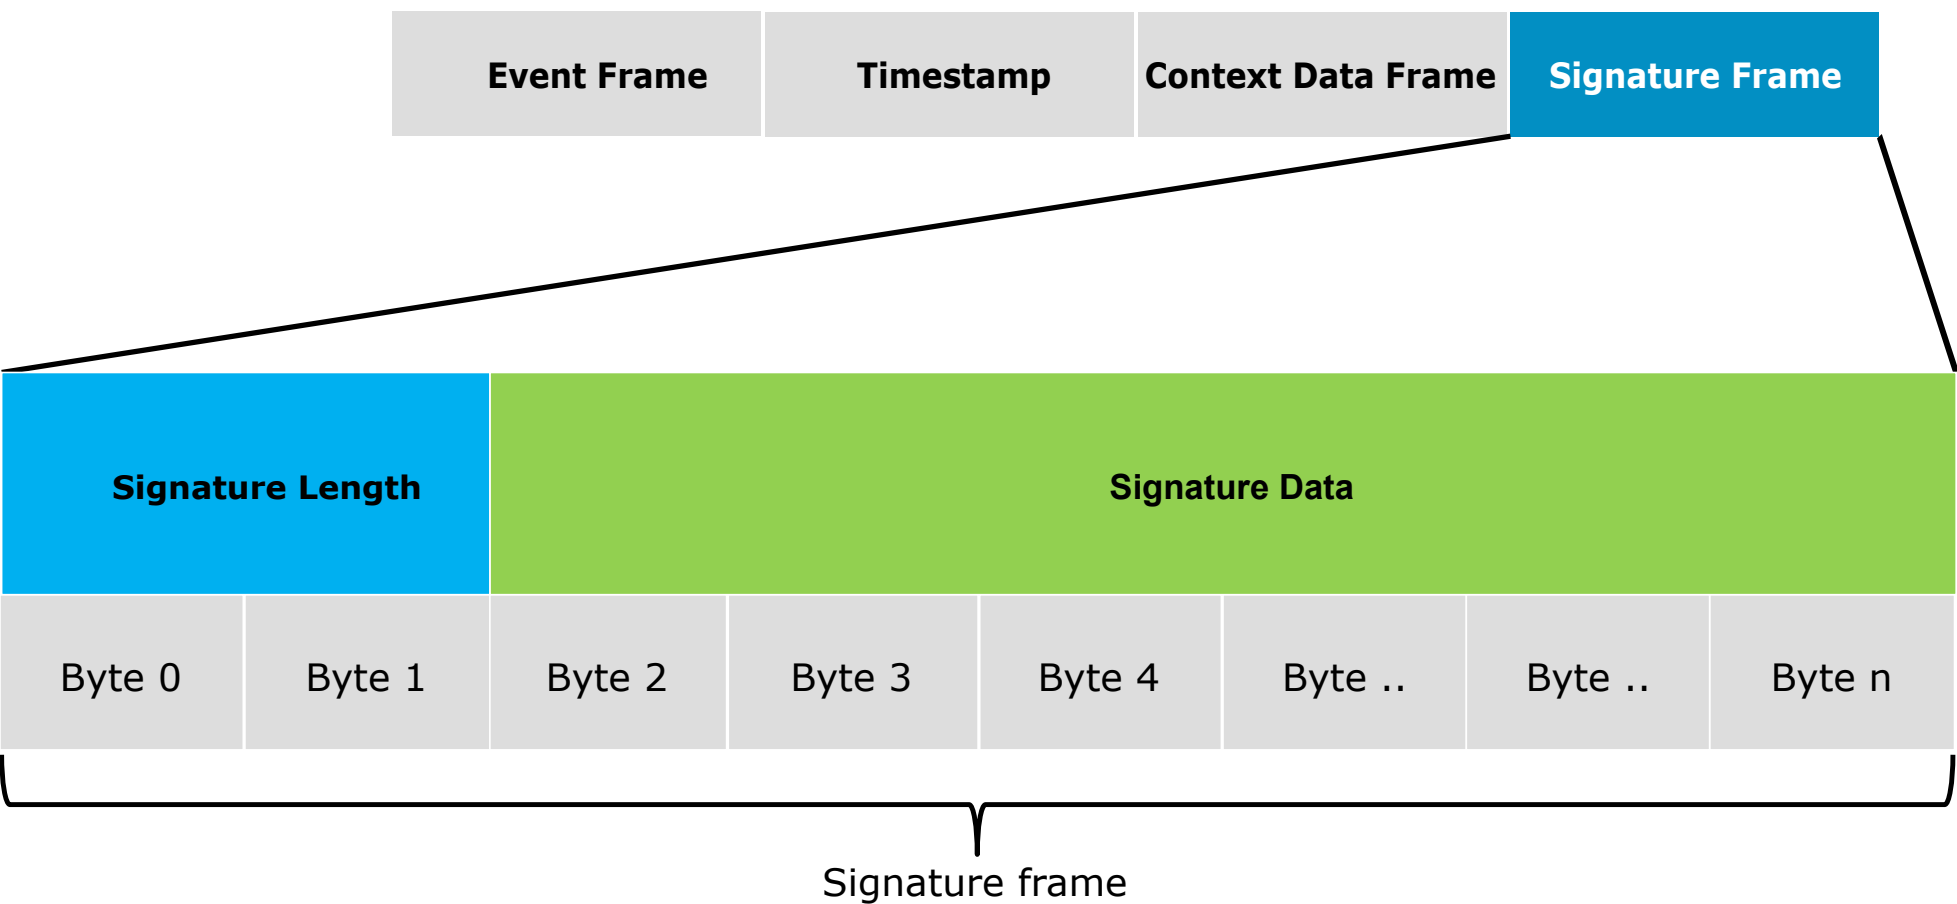 Event Frame Timestamp Context Data Frame Signature Frame
Signature Length Signature Data
Byte 0 Byte 1 Byte 2 Byte 3 Byte 4 Byte .. Byte .. Byte n
Signature frame